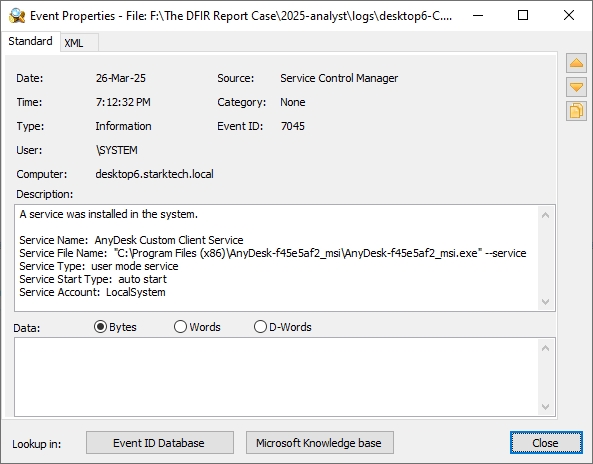 Event Properties - File: F:\The DFIR Report Case\2025-analyst\logs\desktop6-C....
Standard XML
Date: 26-Mar-25 Source: Service Control Manager
Time: 7:12:32 PM Category: None
Type: Information Event ID: 7045
User: \SYSTEM
Computer: desktop6.starktech.local
Description:
A service was installed in the system.
Service Name: AnyDesk Custom Client Service
Service File Name: "C:\Program Files (x86)\AnyDesk-f45e5af2_msi\AnyDesk-f45e5af2_msi.exe" --service
Service Type: user mode service
Service Start Type: auto start
Service Account: LocalSystem
Data: Bytes Words D-Words
Lookup in: Event ID Database Microsoft Knowledge base Close